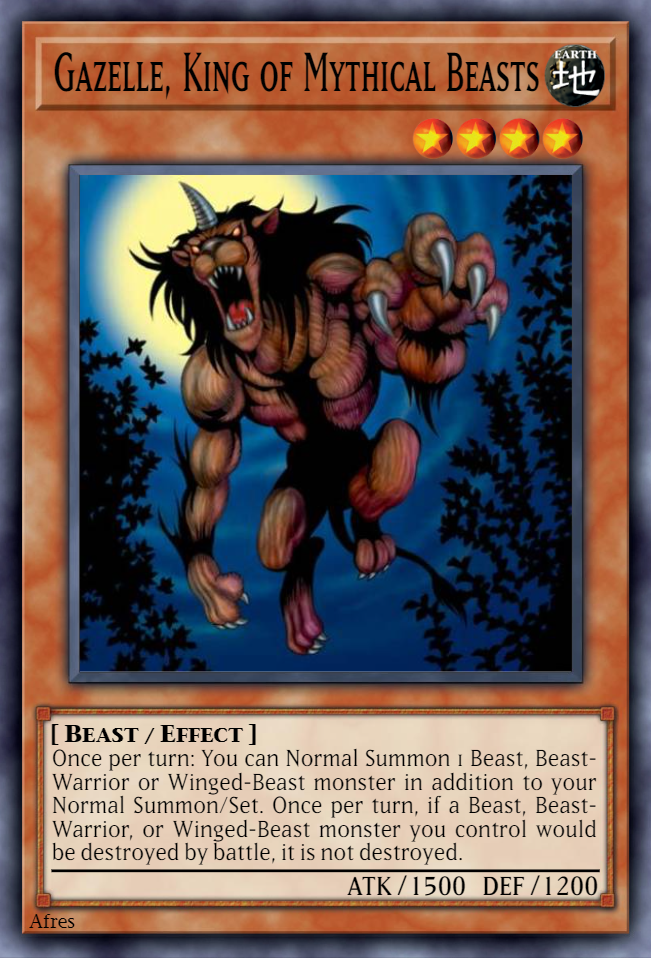 Gazelle, King of Mythical Beasts
EARTH
地
[ Beast / Effect ]
Once per turn: You can Normal Summon 1 Beast, Beast-
Warrior or Winged-Beast monster in addition to your
Normal Summon/Set. Once per turn, if a Beast, Beast-
Warrior, or Winged-Beast monster you control would
be destroyed by battle, it is not destroyed.
ATK / 1500 DEF / 1200
Afres